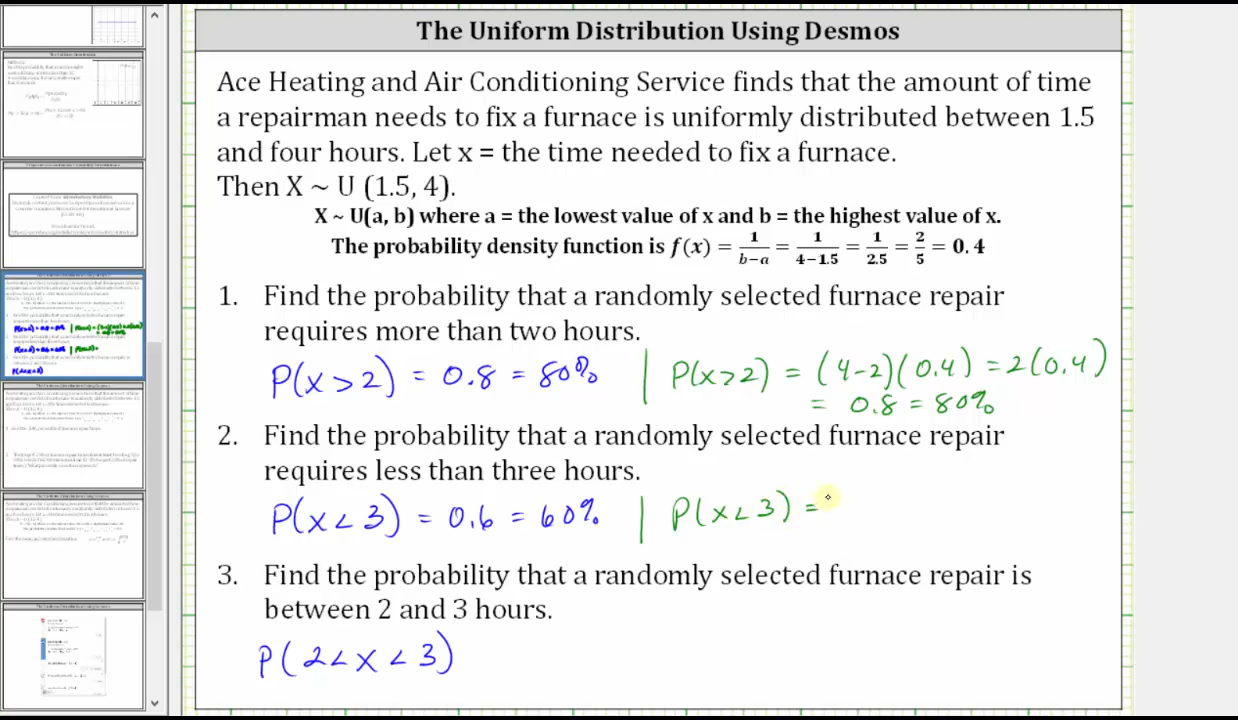 The Uniform Distribution Using Desmos
Ace Heating and Air Conditioning Service finds that the amount of time
a repairman needs to fix a furnace is uniformly distributed between 1.5
and four hours. Let x = the time needed to fix a furnace.
Then X ~ U (1.5, 4).
X ~ U(a, b) where a = the lowest value of x and b = the highest value of x.
The probability density function is f(x) = 1/(b−a) = 1/(4−1.5) = 1/2.5 = 2/5 = 0.4
1. Find the probability that a randomly selected furnace repair
requires more than two hours.
P(x > 2) = 0.8 = 80% | P(x > 2) = (4-2)(0.4) = 2(0.4)
= 0.8 = 80%
2. Find the probability that a randomly selected furnace repair
requires less than three hours.
P(x < 3) = 0.6 = 60% | P(x < 3) =
3. Find the probability that a randomly selected furnace repair is
between 2 and 3 hours.
P(2 < x < 3)